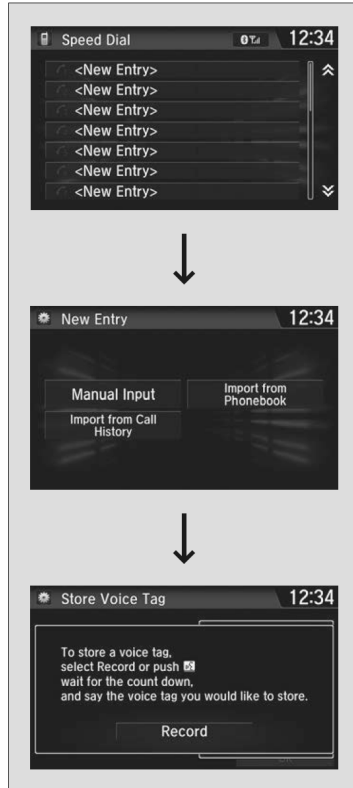 Speed Dial
12:34
<New Entry>
<New Entry>
<New Entry>
<New Entry>
<New Entry>
<New Entry>
<New Entry>
New Entry
12:34
Manual Input
Import from
Phonebook
Import from Call
History
Store Voice Tag
12:34
To store a voice tag,
select Record or push
wait for the count down,
and say the voice tag you would like to store.
Record